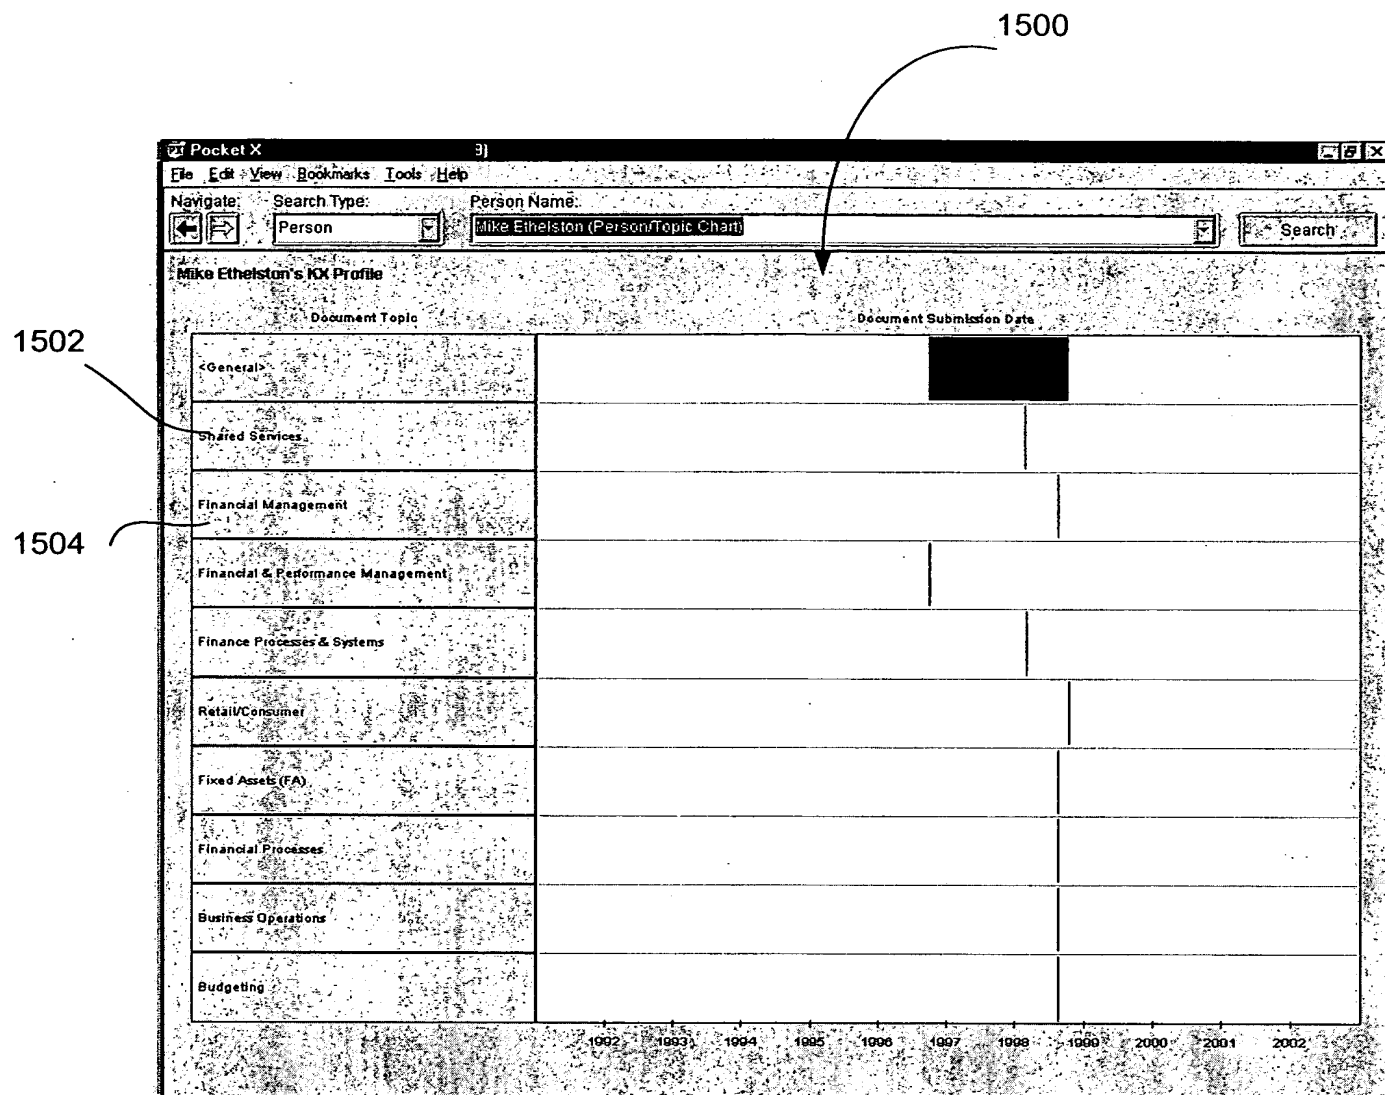 1500
Pocket X 3]
File Edit View Bookmarks Tools Help
Navigate: Search Type: Person Name:
Person Mike Ethelston (Person/Topic Chart) Search
Mike Ethelston's KX Profile
Document Topic Document Submission Date
1502
<General>
Shared Services
Financial Management
1504
Financial & Performance Management
Finance Processes & Systems
Retail/Consumer
Fixed Assets (FA)
Financial Processes
Business Operations
Budgeting
1992 1993 1994 1995 1996 1997 1998 1999 2000 2001 2002